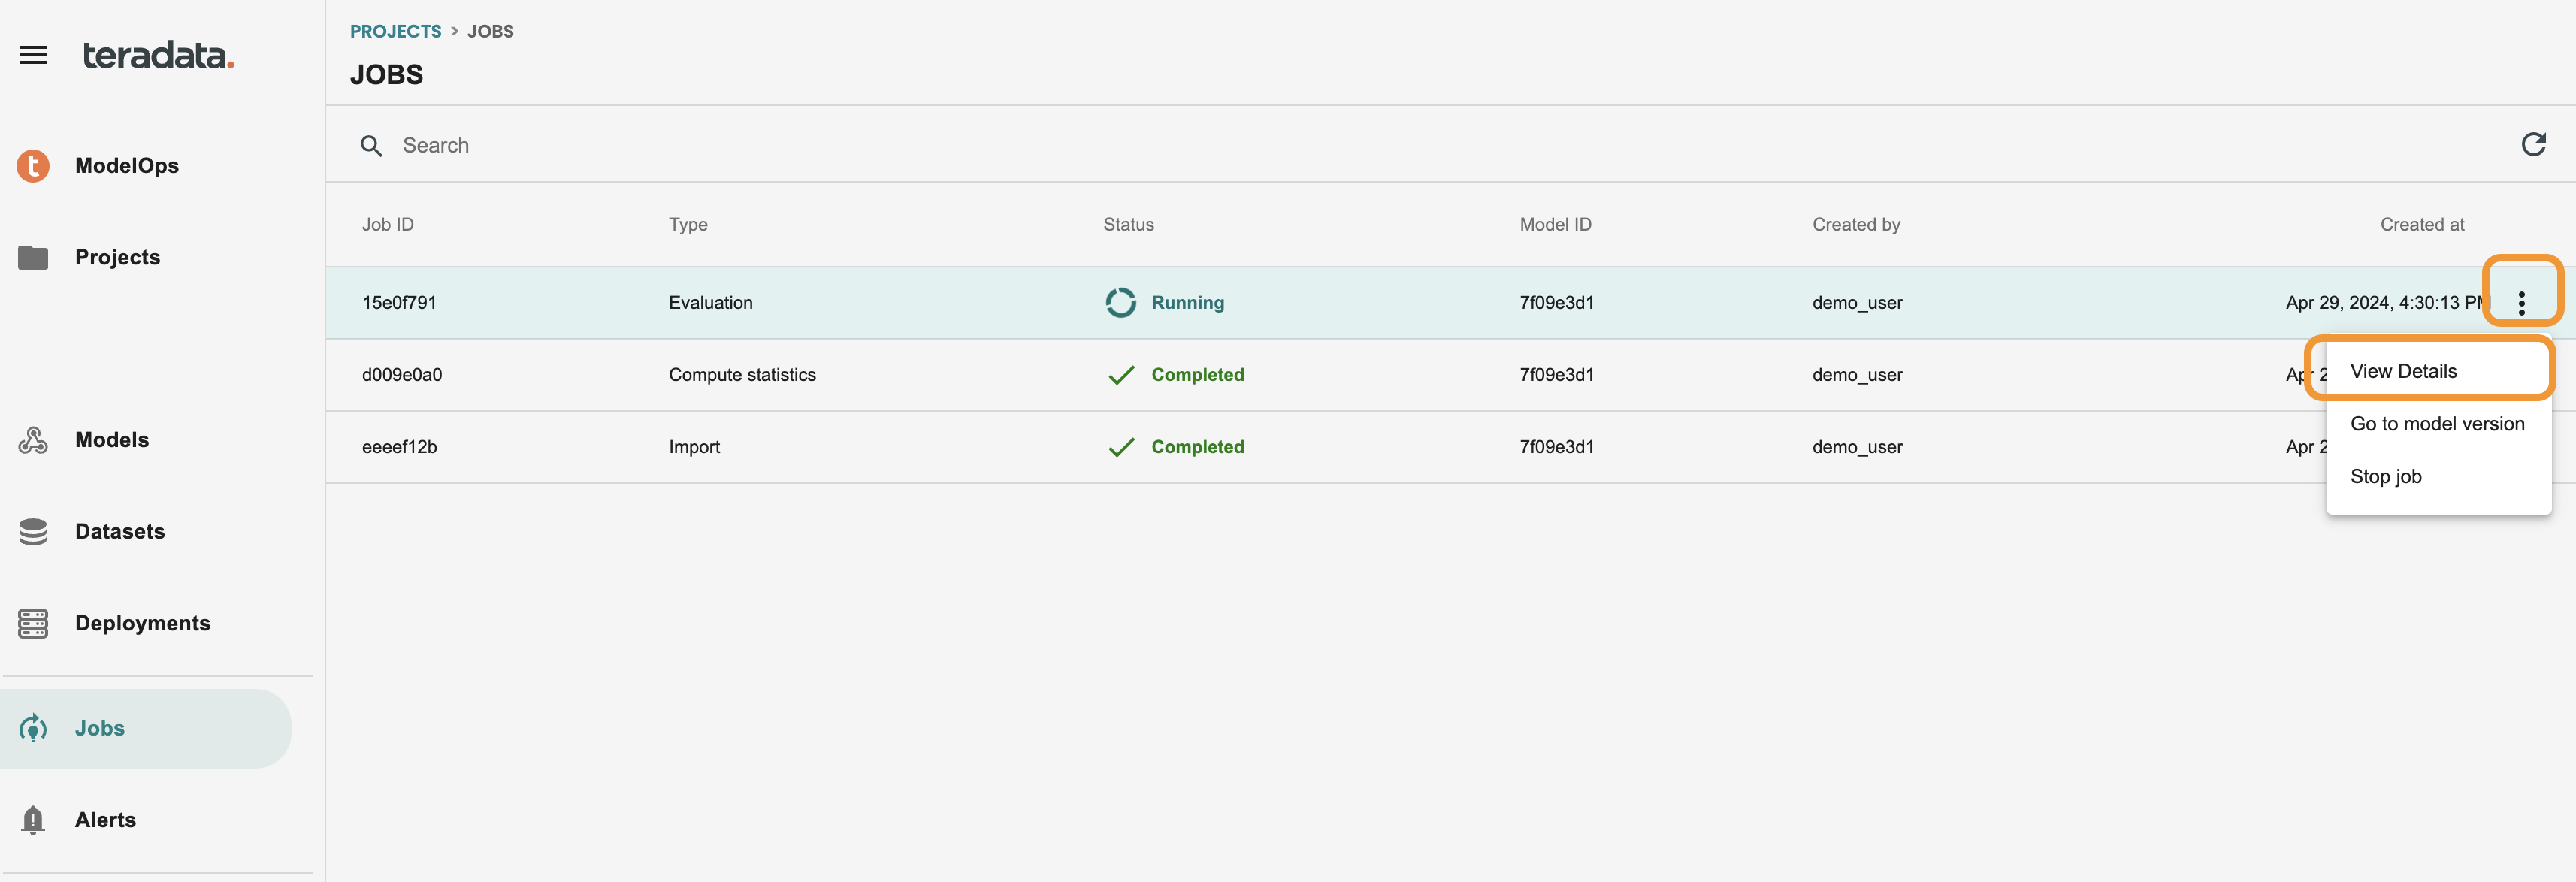 teradata.
ModelOps
Projects
Models
Datasets
Deployments
Jobs
Alerts
PROJECTS > JOBS
JOBS
Search
Job ID Type Status Model ID Created by Created at
15e0f791 Evaluation Running 7f09e3d1 demo_user Apr 29, 2024, 4:30:13 PM
d009e0a0 Compute statistics Completed 7f09e3d1 demo_user Apr 2
eeeef12b Import Completed 7f09e3d1 demo_user Apr 2
View Details
Go to model version
Stop job